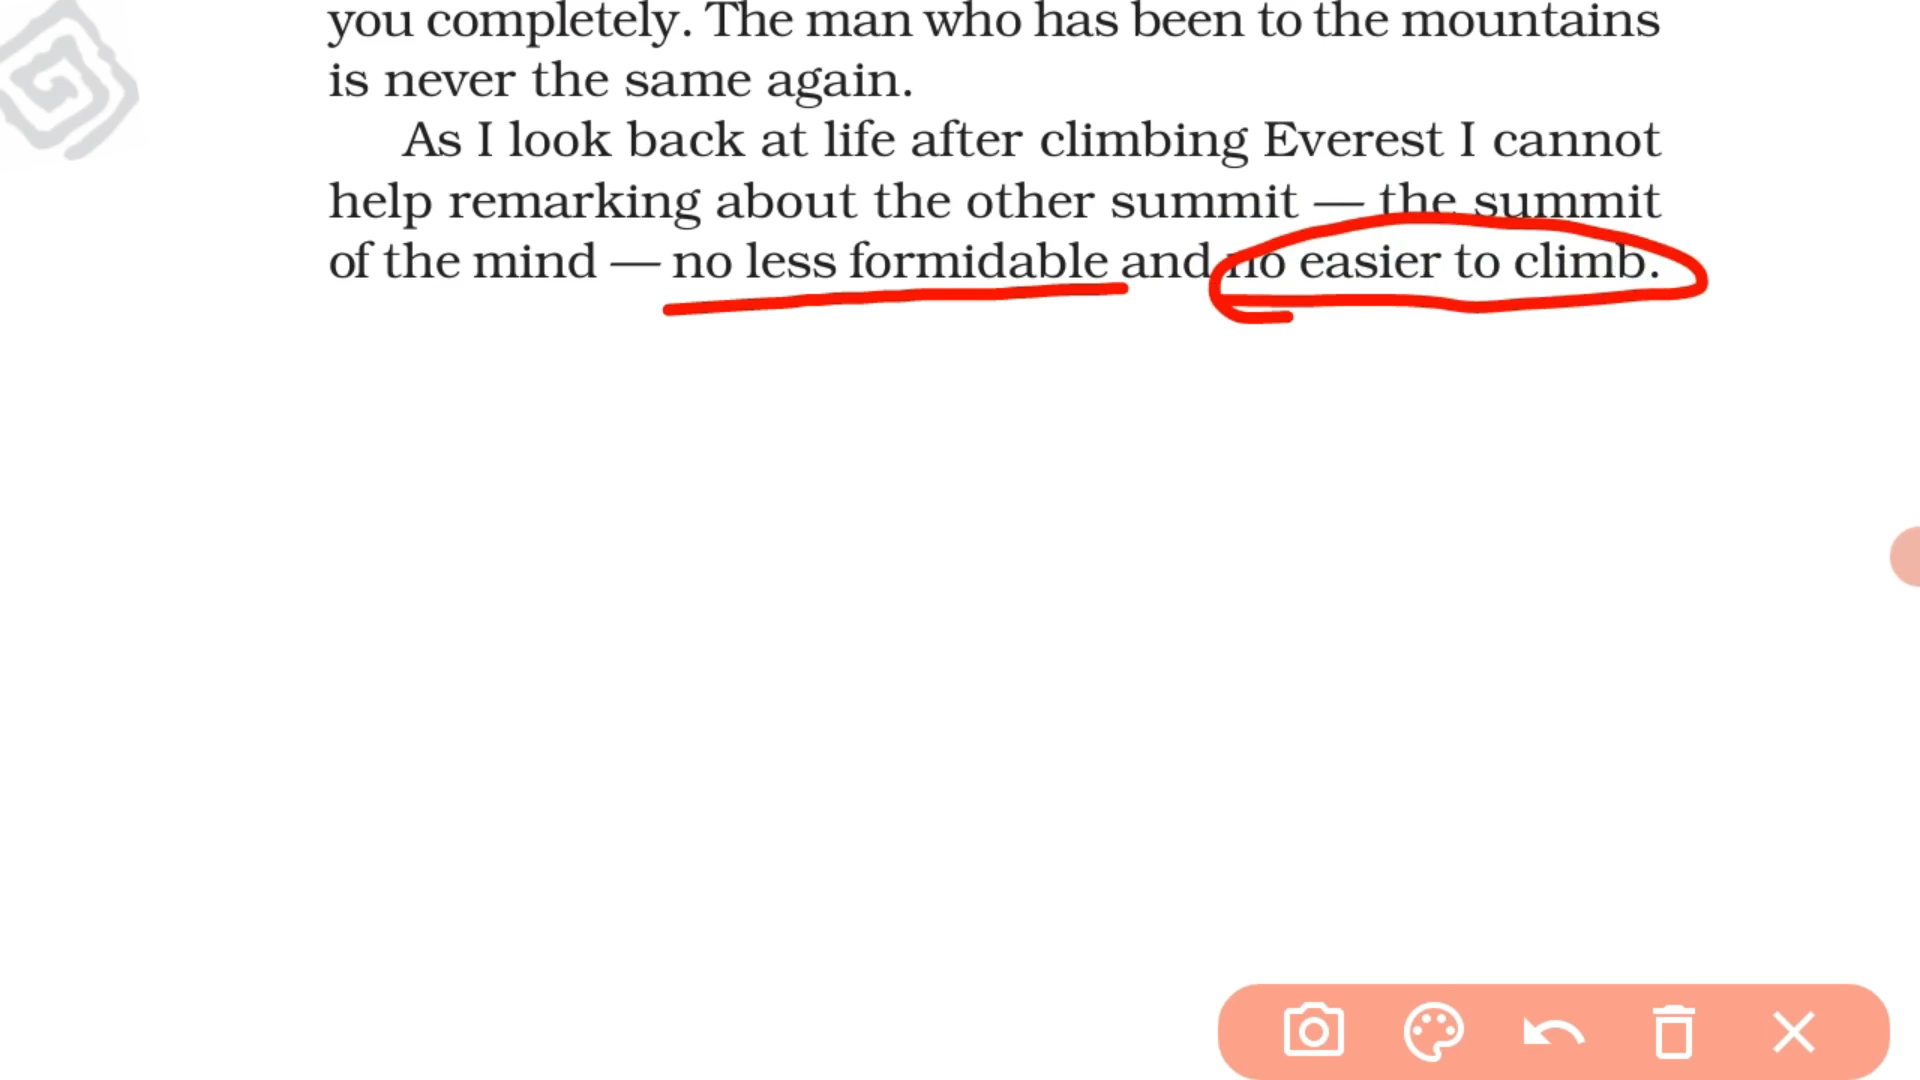 you completely. The man who has been to the mountains
is never the same again.
As I look back at life after climbing Everest I cannot
help remarking about the other summit — the summit
of the mind — no less formidable and no easier to climb.